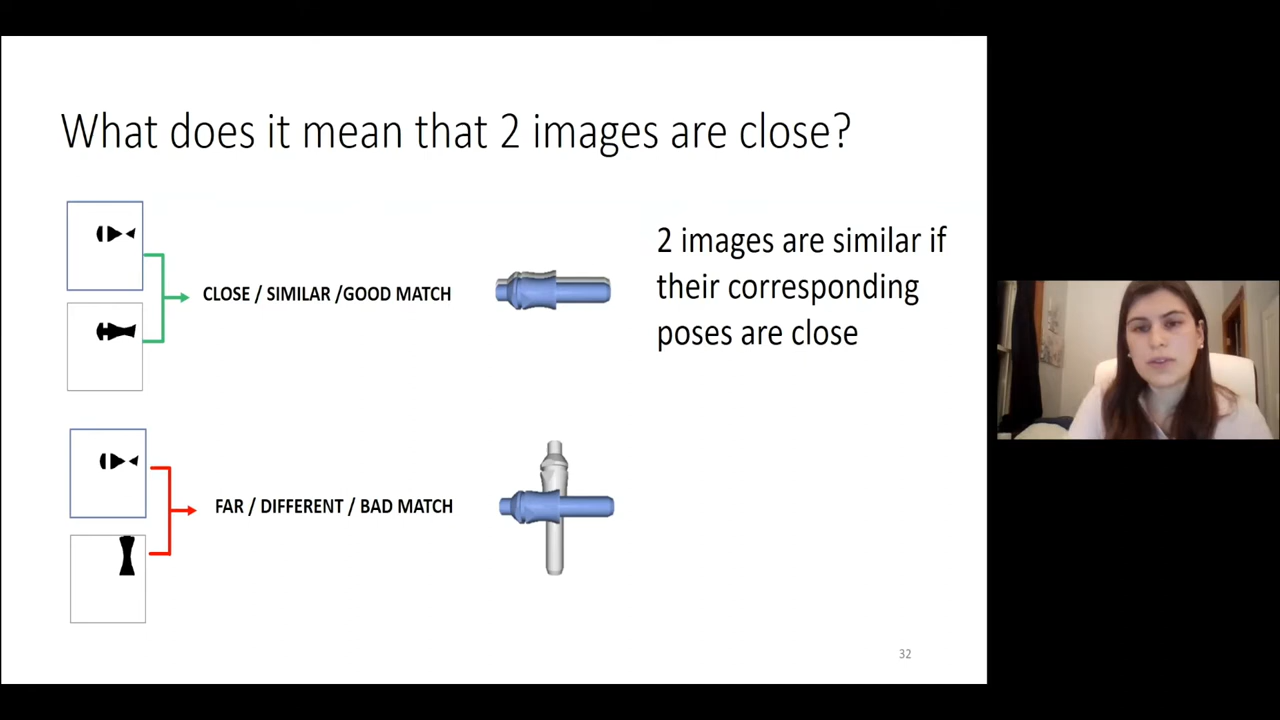 What does it mean that 2 images are close?
CLOSE / SIMILAR /GOOD MATCH
2 images are similar if
their corresponding
poses are close
FAR / DIFFERENT / BAD MATCH
32